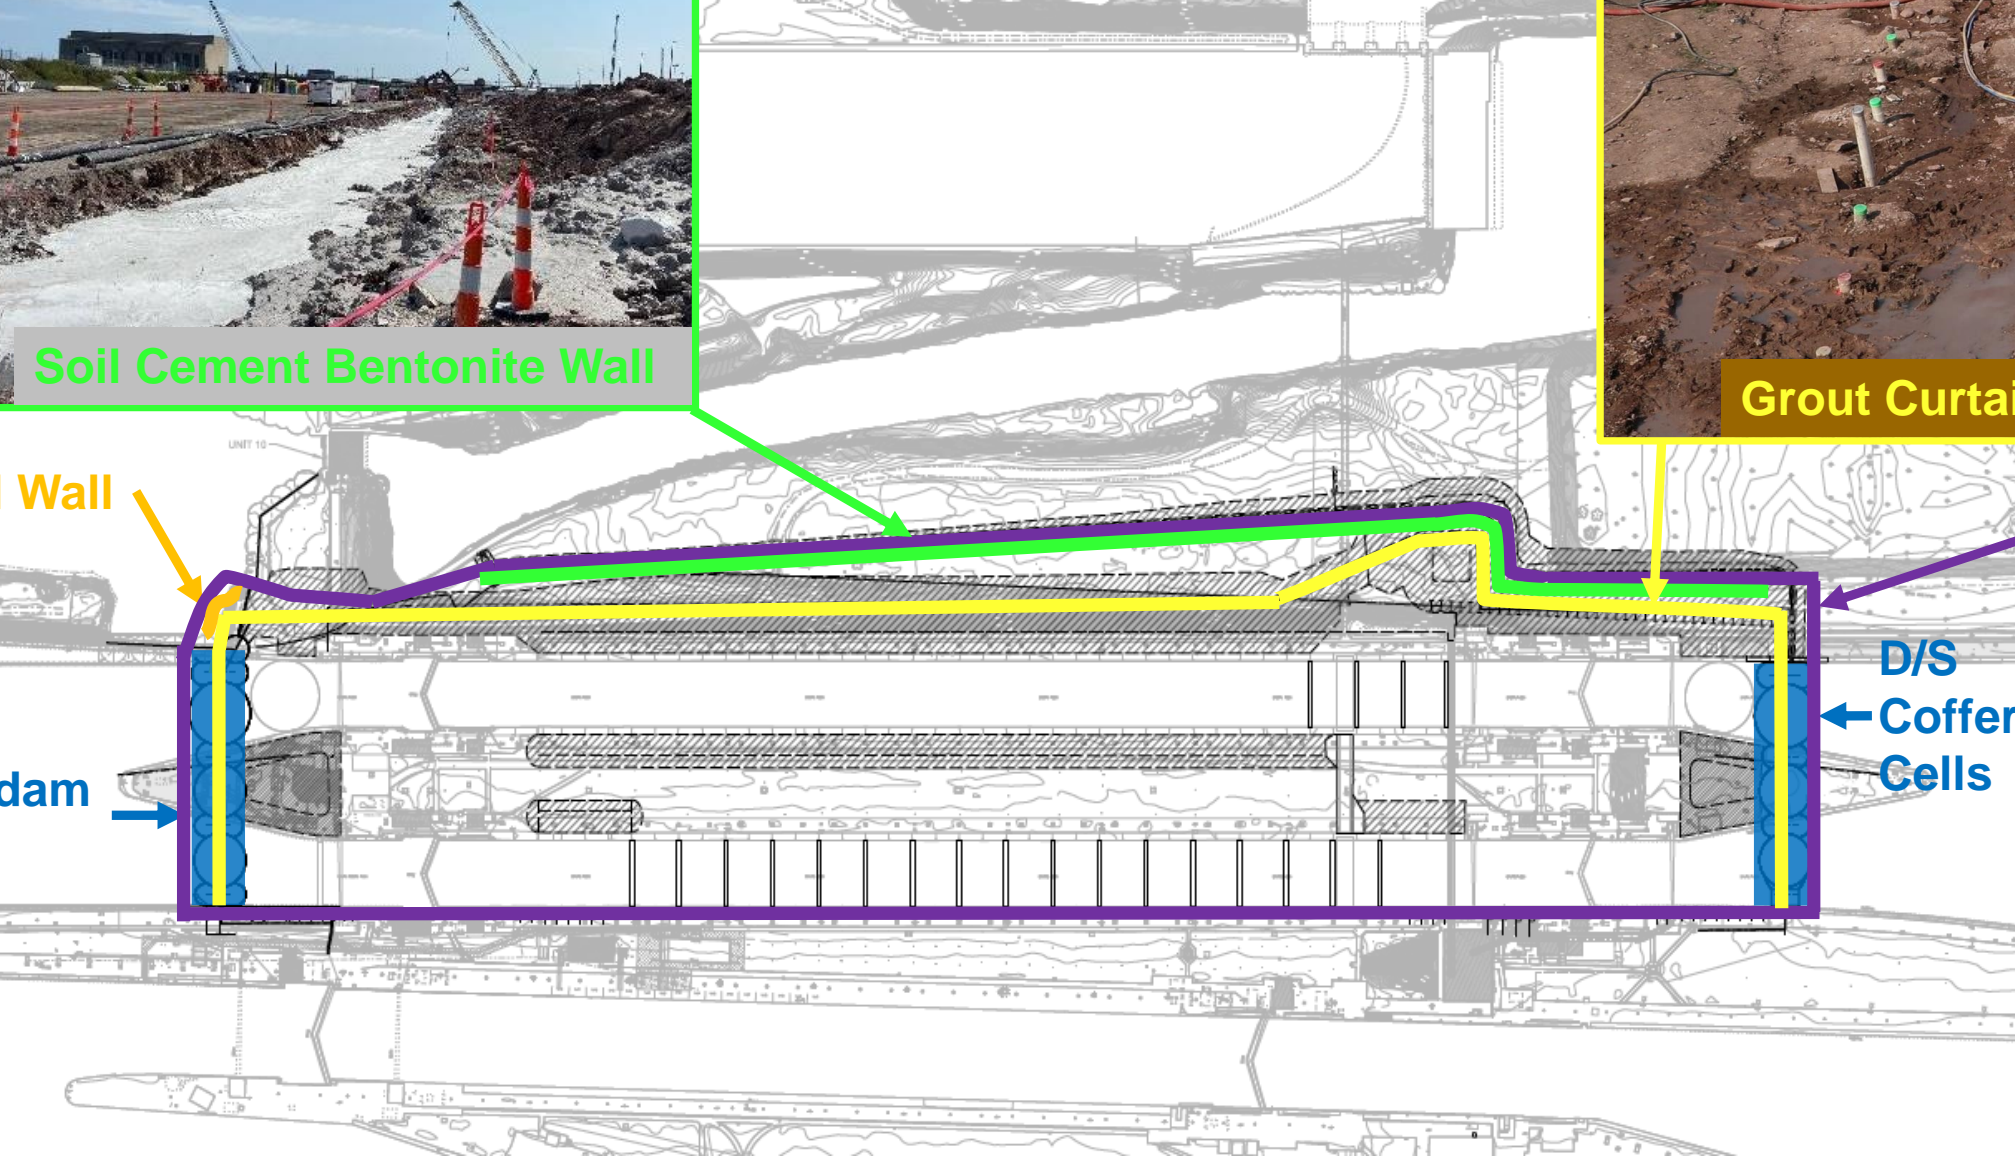 Soil Cement Bentonite Wall
Grout Curtai
UNIT 10
Wall
D/S
Coffer
Cells
dam